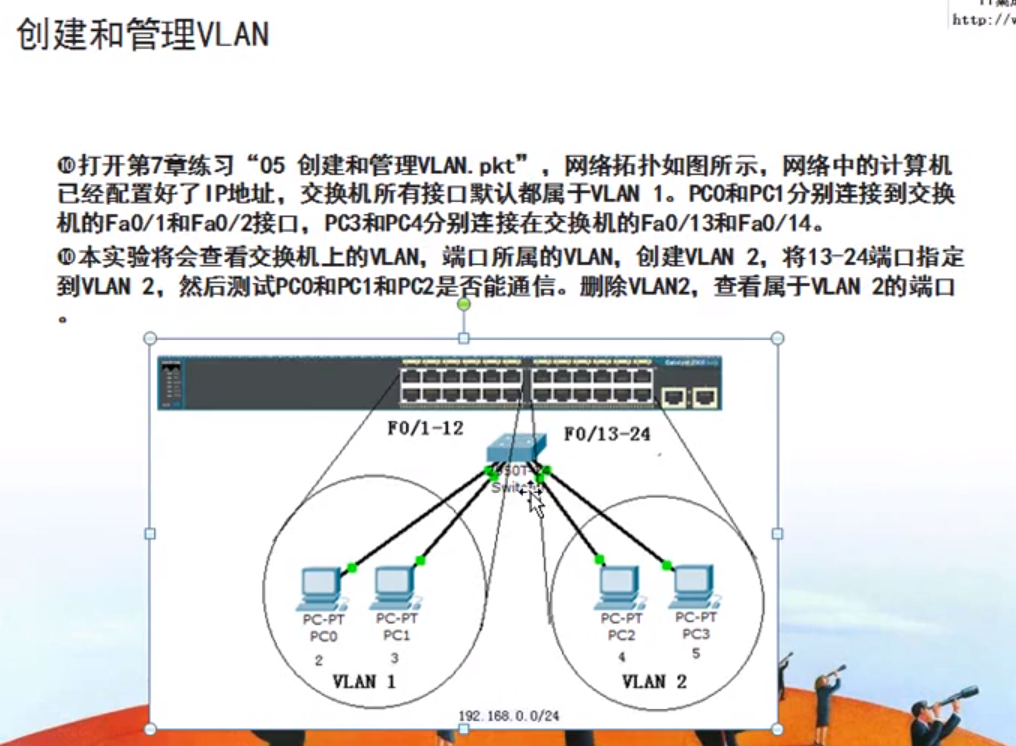 创建和管理VLAN
http://w
⓾打开第7章练习“05 创建和管理VLAN.pkt”，网络拓扑如图所示，网络中的计算机
已经配置好了IP地址，交换机所有接口默认都属于VLAN 1。PC0和PC1分别连接到交换
机的Fa0/1和Fa0/2接口，PC3和PC4分别连接在交换机的Fa0/13和Fa0/14。
⓾本实验将会查看交换机上的VLAN，端口所属的VLAN，创建VLAN 2，将13-24端口指定
到VLAN 2，然后测试PC0和PC1和PC2是否能通信。删除VLAN2，查看属于VLAN 2的端口
。
F0/1-12
F0/13-24
PC-PT
PC0
2
PC-PT
PC1
3
VLAN 1
PC-PT
PC2
4
PC-PT
PC3
5
VLAN 2
192.168.0.0/24